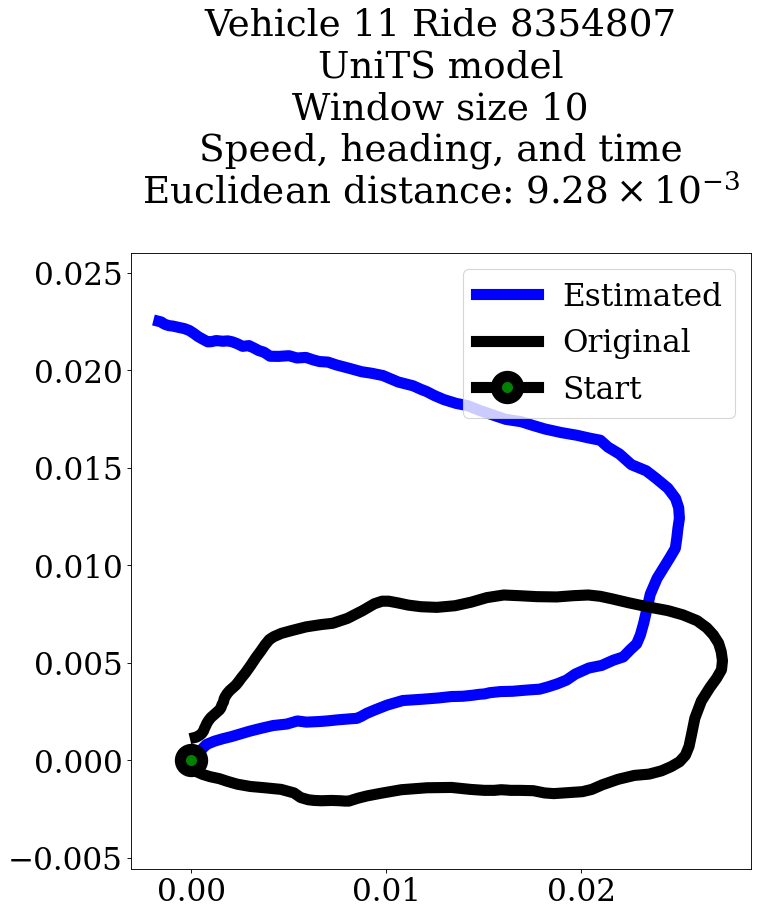 Vehicle 11 Ride 8354807
UniTS model
Window size 10
Speed, heading, and time
Euclidean distance: 9.28 × 10⁻³
Estimated
Original
Start
0.025
0.020
0.015
0.010
0.005
0.000
−0.005
0.00 0.01 0.02